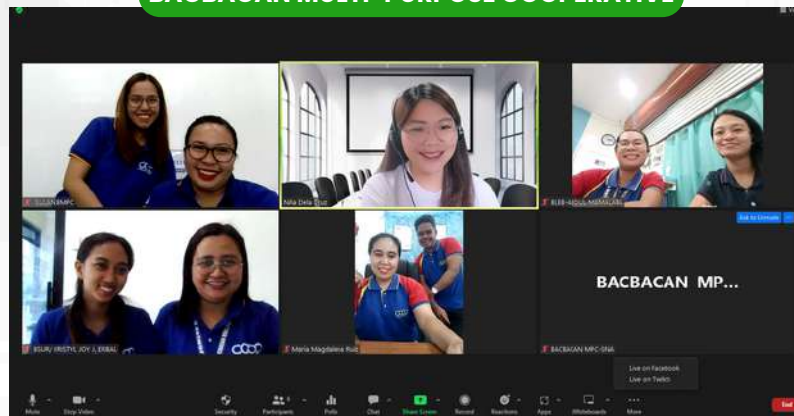 BACBACAN MULTI-PURPOSE COOPERATIVE
Niña Dela Cruz
Ask to Unmute
BACBACAN MP...
Maria Magdalena Ruiz
BACBACAN MPC-SNA
Live on Facebook
Live on Twitch
Mute
Stop Video
Security
Participants
Polls
Chat
Share Screen
Record
Reactions
Apps
Whiteboards
More
End